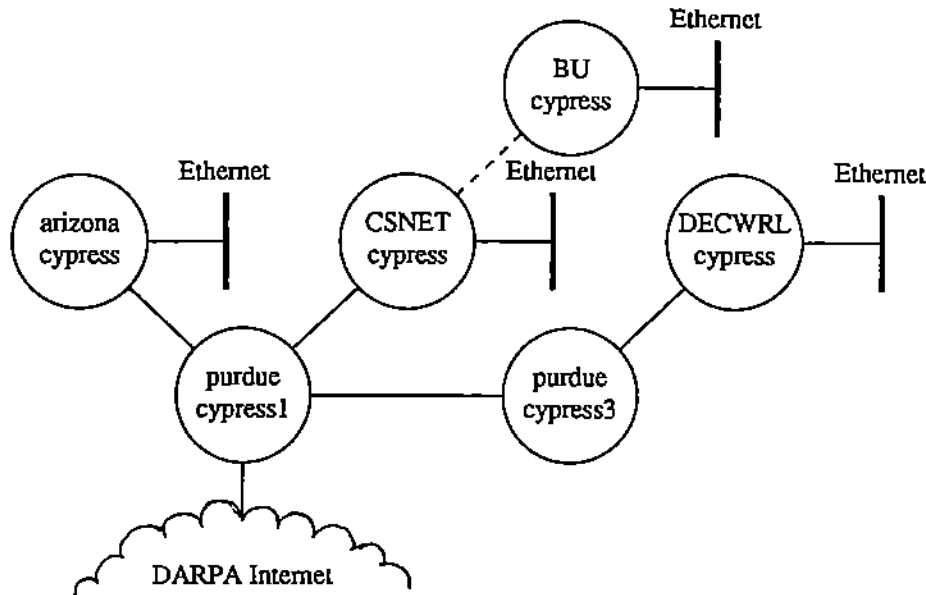 Ethernet
BU
cypress
Ethernet
Ethernet
Ethernet
arizona
cypress
CSNET
cypress
DECWRL
cypress
purdue
cypress1
purdue
cypress3
DARPA Internet